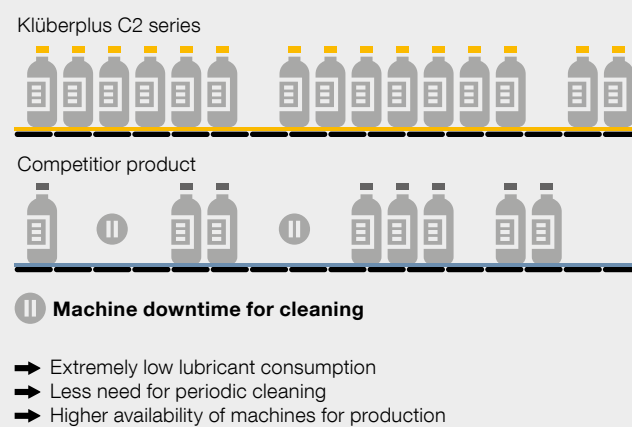 Klüberplus C2 series
Competitior product
Machine downtime for cleaning
Extremely low lubricant consumption
Less need for periodic cleaning
Higher availability of machines for production